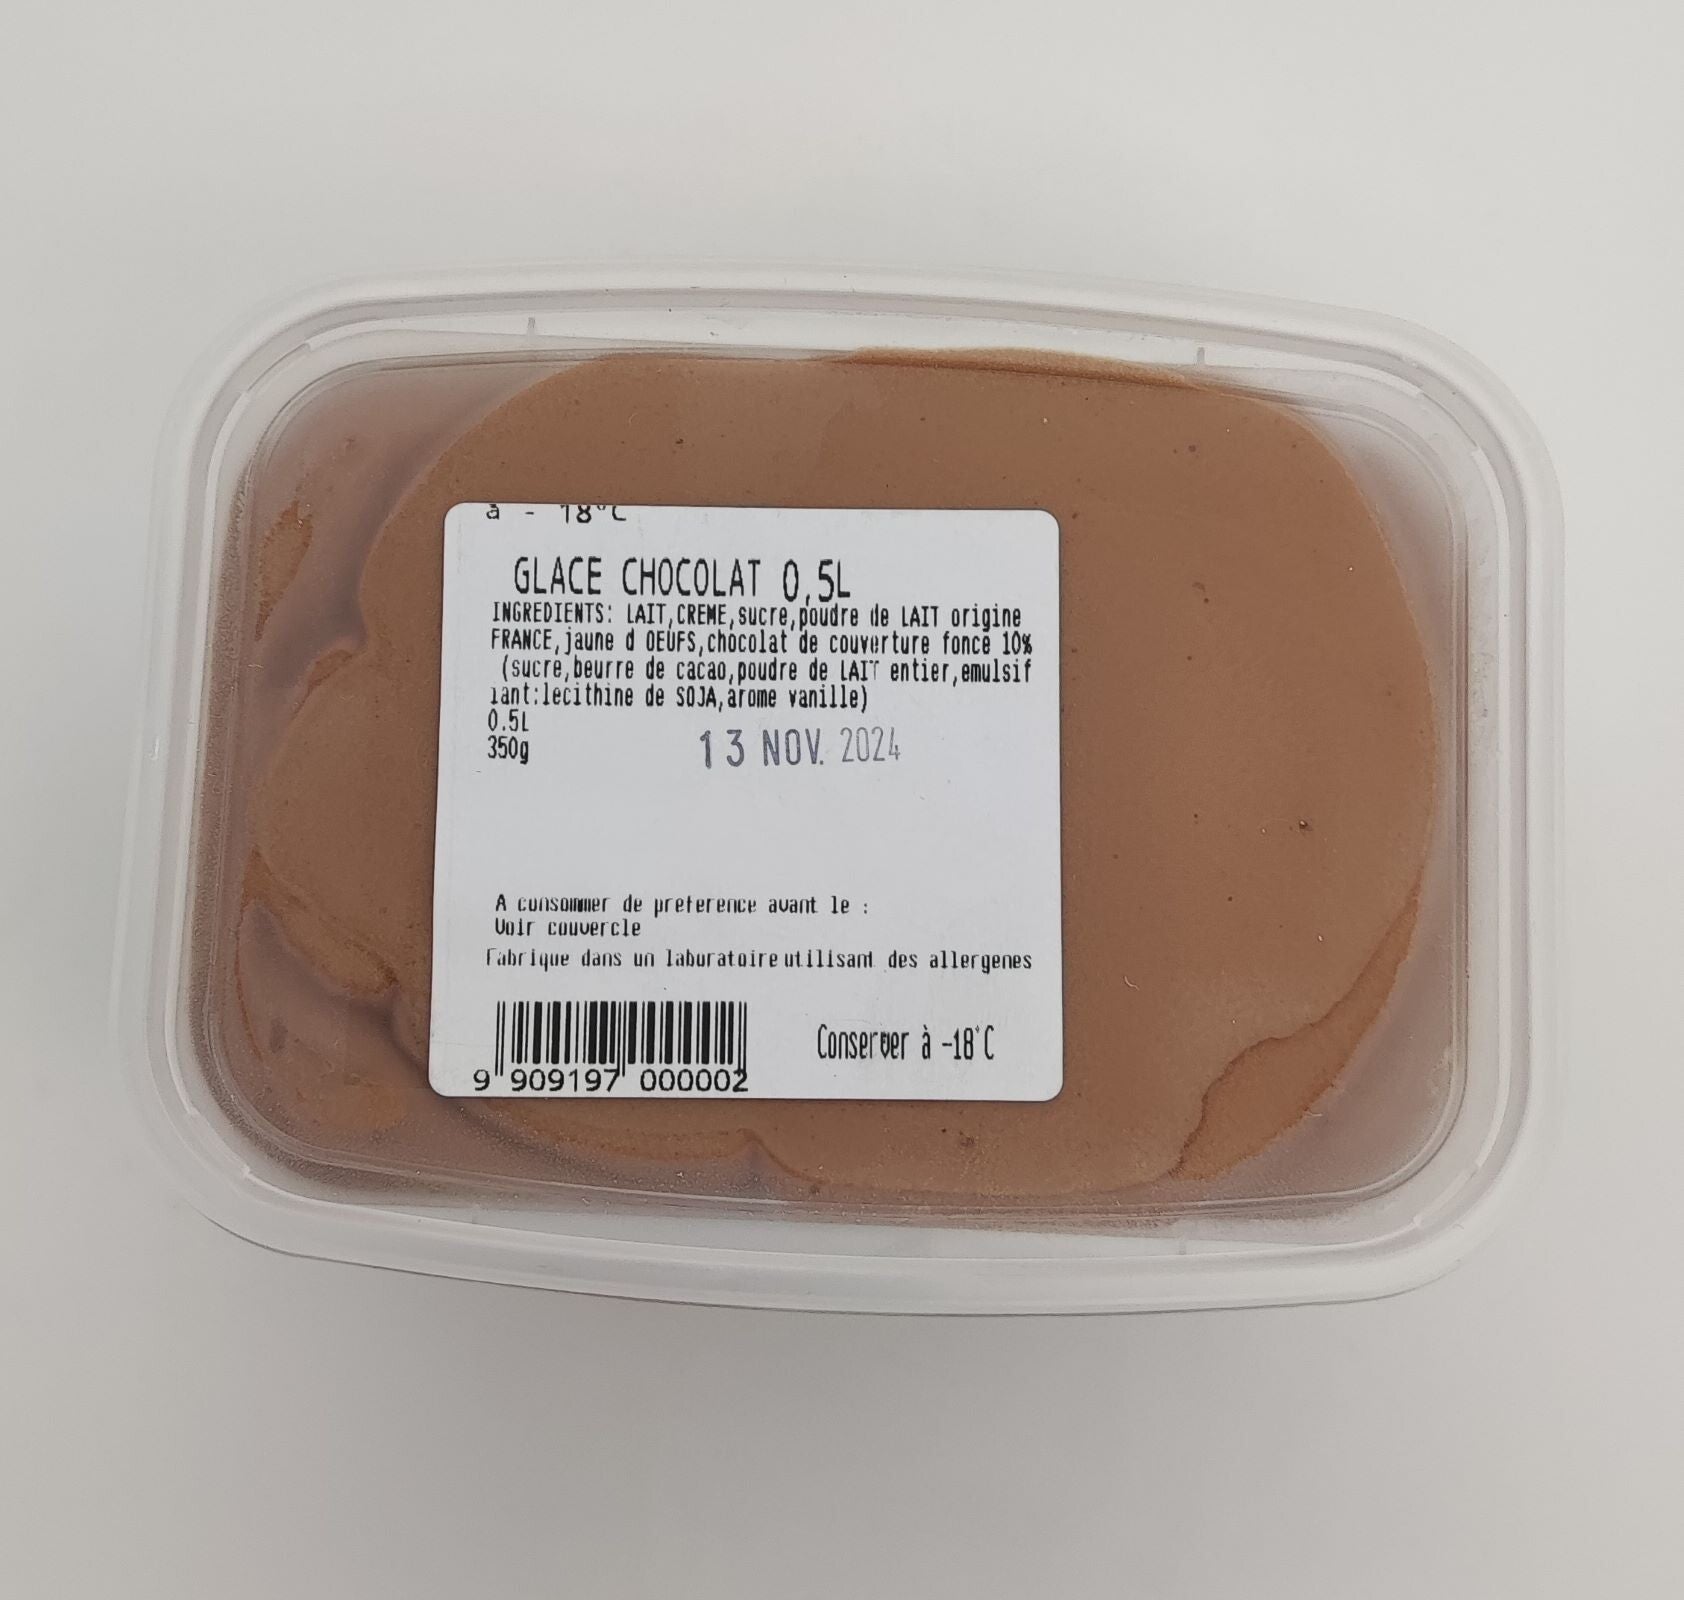 à - 18°C
GLACE CHOCOLAT 0,5L
INGREDIENTS: LAIT,CREME,sucre,poudre de LAIT origine
FRANCE,jaune d OEUFS,chocolat de couverture foncé 10%
(sucre,beurre de cacao,poudre de LAIT entier,emulsif
iant:lecithine de SOJA,arome vanille)
0.5L
350g
13 NOV. 2024
A consommer de preference avant le :
Voir couvercle
Fabrique dans un laboratoire utilisant des allergenes
9 909197 000002
Conserver à -18°C